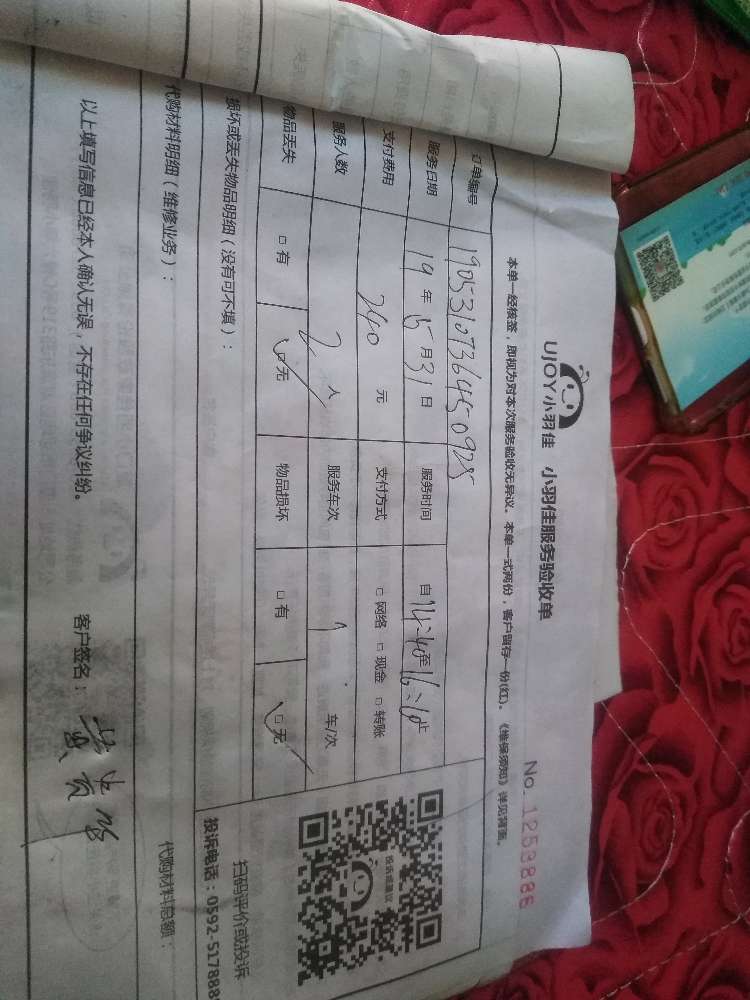 UJOY小羽佳 小羽佳服务验收单
No. 1253886
本单一经核签，即视为对本次服务验收无异议。本单一式两份，客户留存一份(红)。《维保须知》详见背面。
订单编号 190531073645 0925
服务日期 19年5月31日 服务时间 自14:40至16:10止
支付费用 240 元 支付方式 □网络 □现金 □转账
服务人数 2 人 服务车次 车/次
物品丢失 □有 □无 物品损坏 □有 □无
损坏或丢失物品明细（没有可不填）：
扫码评价或投诉
投诉电话：0592-517888
代购材料明细（维修业务）： 代购材料总额：
以上填写信息已经本人确认无误，不存在任何争议纠纷。 客户签名：